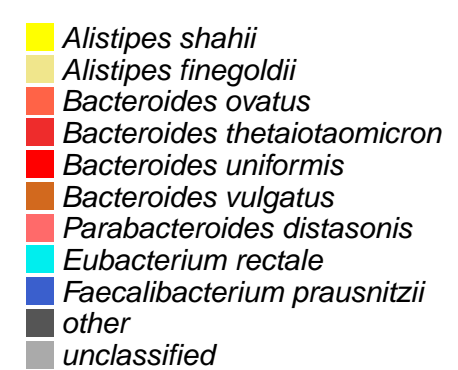 Alistipes shahii
Alistipes finegoldii
Bacteroides ovatus
Bacteroides thetaiotaomicron
Bacteroides uniformis
Bacteroides vulgatus
Parabacteroides distasonis
Eubacterium rectale
Faecalibacterium prausnitzii
other
unclassified